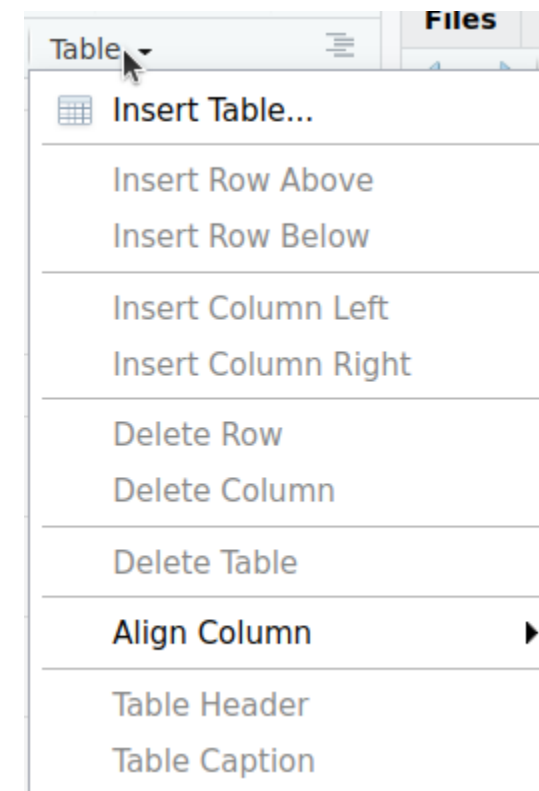 Files
Table
Insert Table...
Insert Row Above
Insert Row Below
Insert Column Left
Insert Column Right
Delete Row
Delete Column
Delete Table
Align Column
Table Header
Table Caption